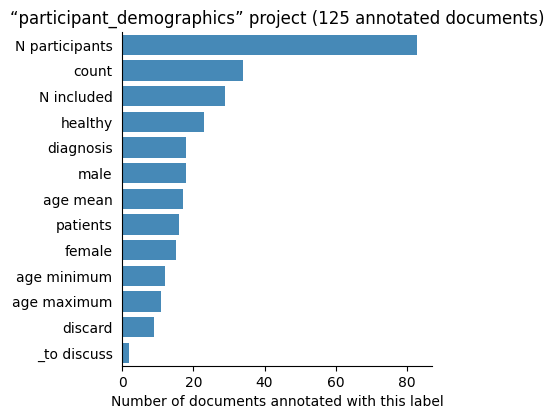 “participant_demographics” project (125 annotated documents)
N participants
count
N included
healthy
diagnosis
male
age mean
patients
female
age minimum
age maximum
discard
_to discuss
0 20 40 60 80
Number of documents annotated with this label